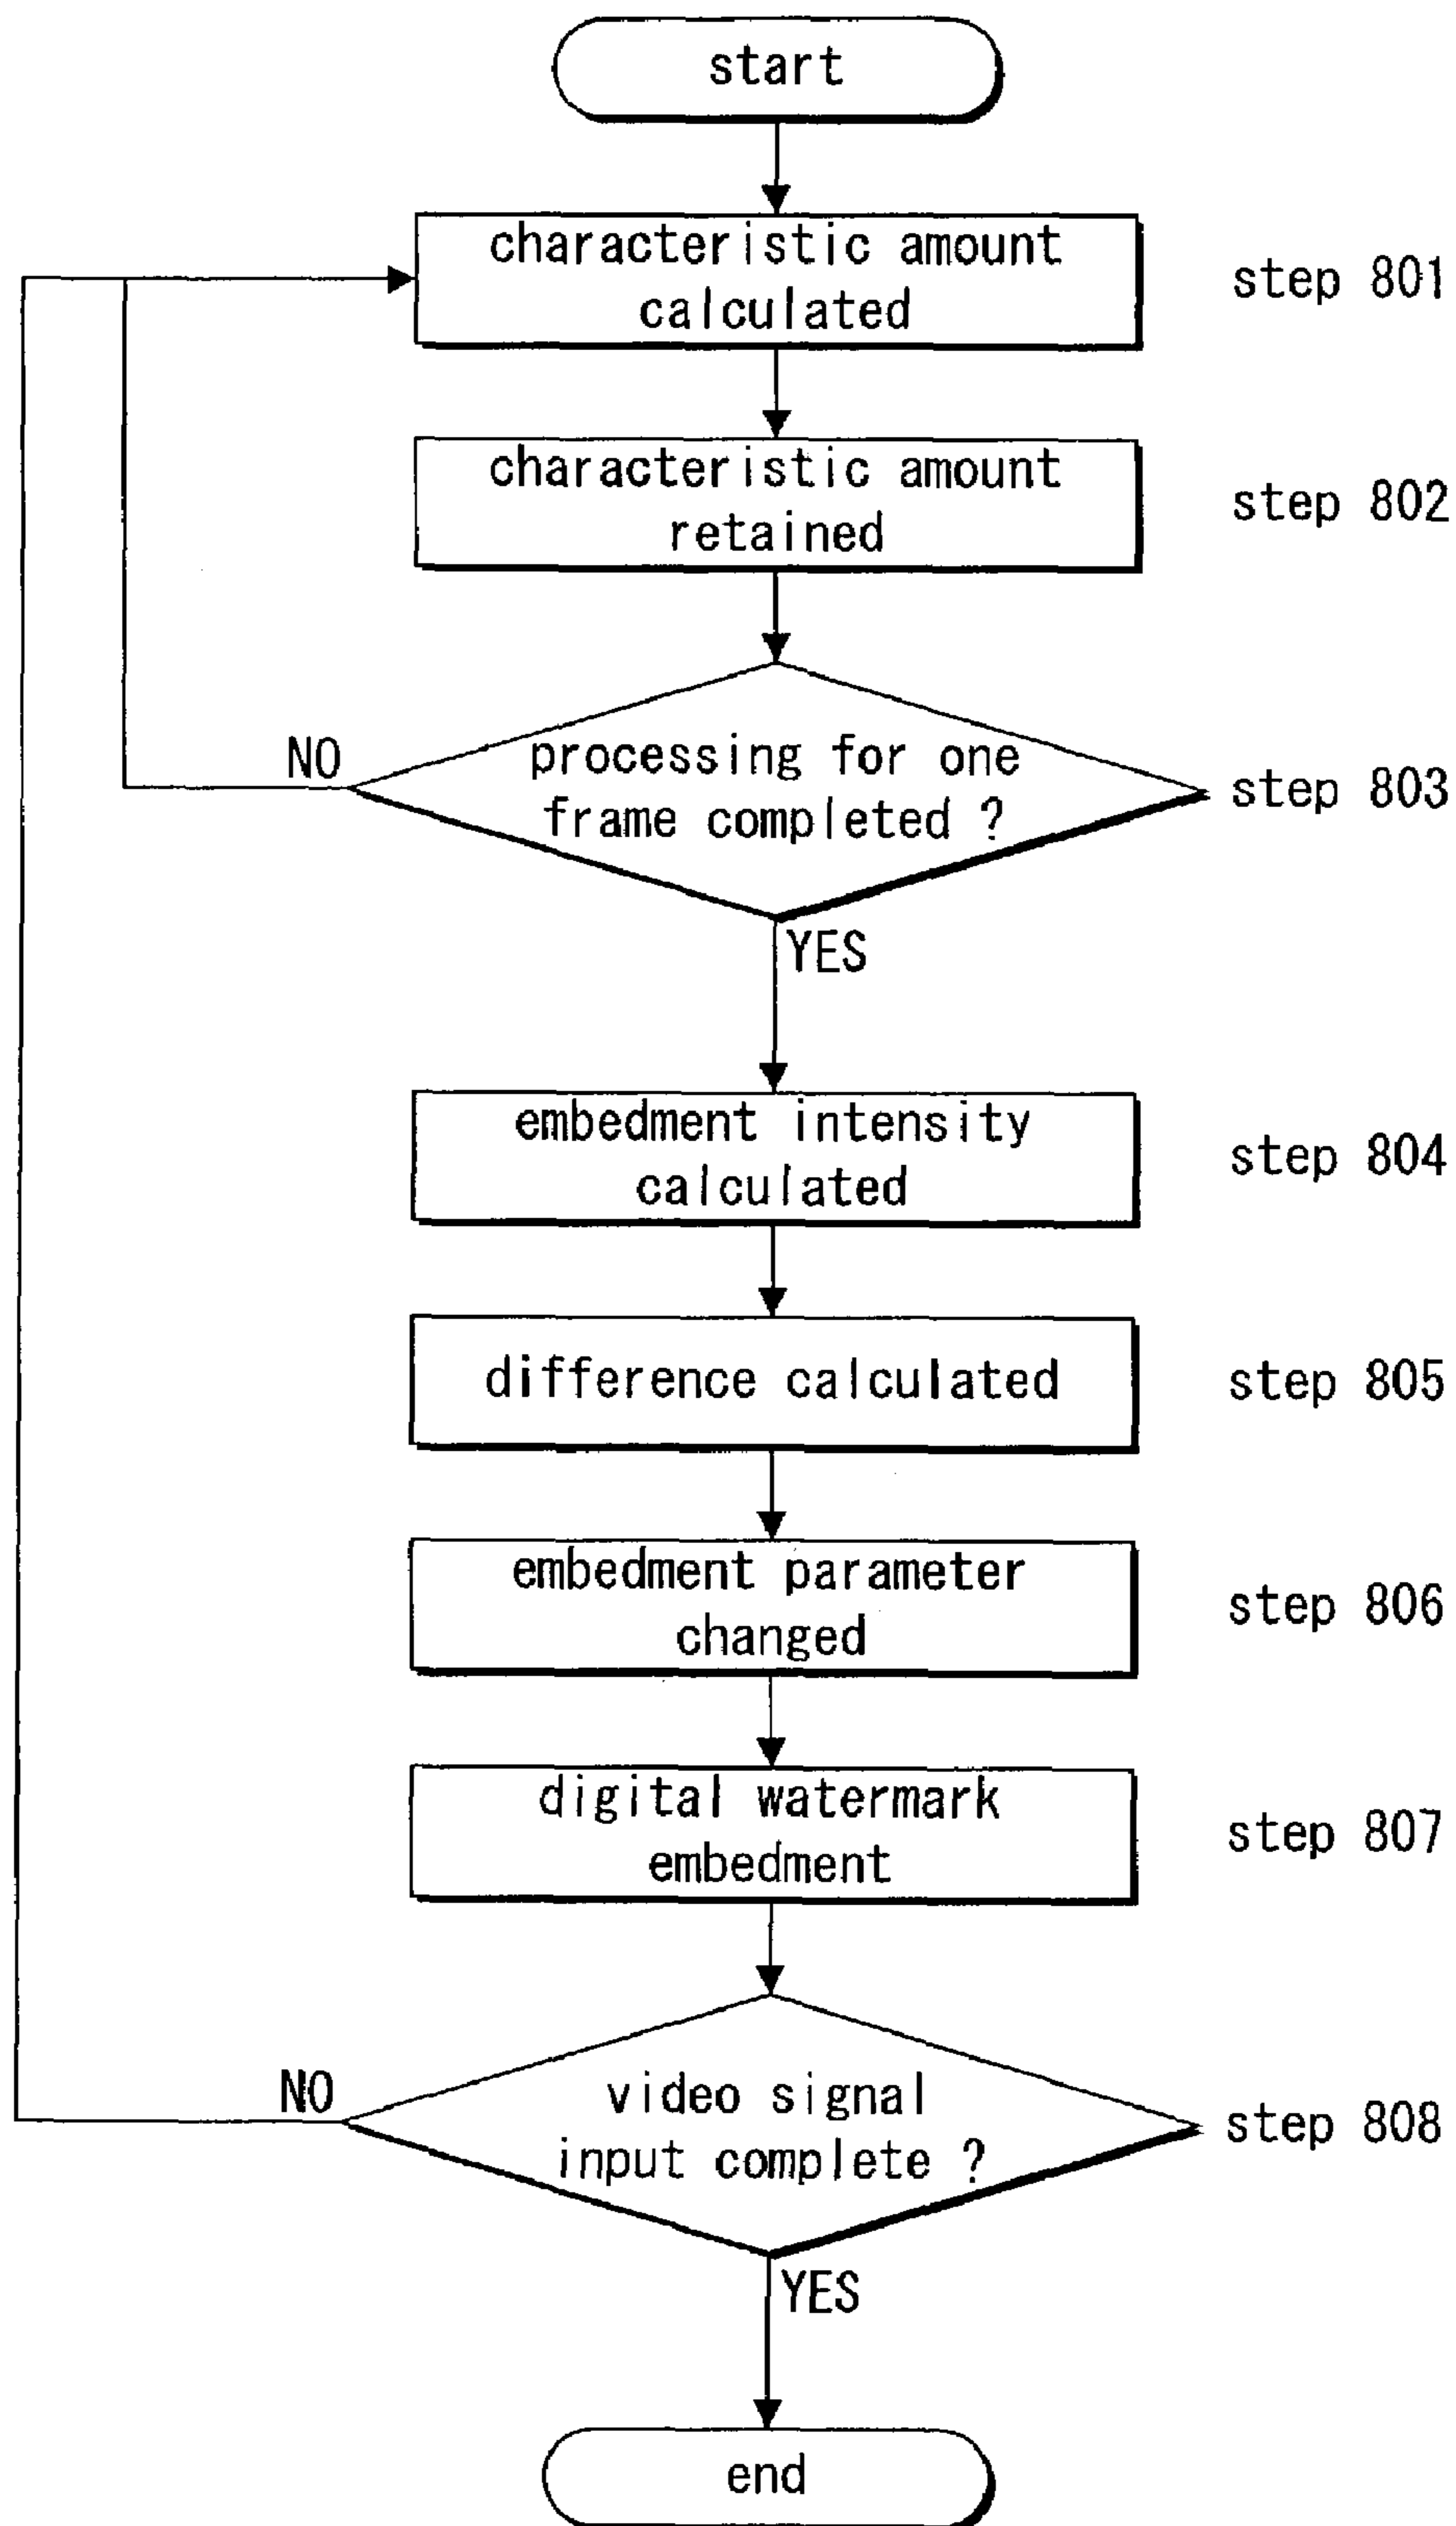 start
characteristic amount
calculated
step 801
characteristic amount
retained
step 802
NO
processing for one
frame completed ?
step 803
YES
embedment intensity
calculated
step 804
difference calculated
step 805
embedment parameter
changed
step 806
digital watermark
embedment
step 807
NO
video signal
input complete ?
step 808
YES
end